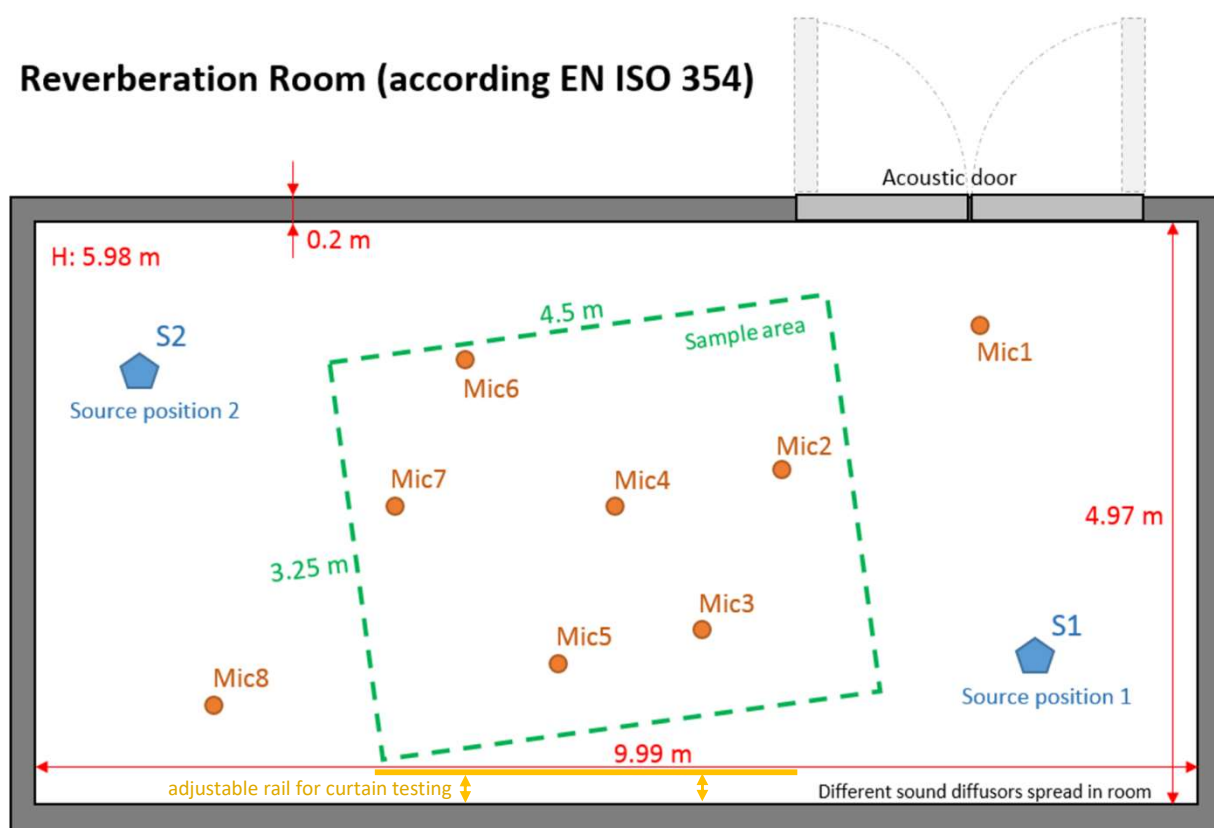 Reverberation Room (according EN ISO 354)
Acoustic door
0.2 m
H: 5.98 m
4.5 m
Sample area
S2
Source position 2
Mic1
Mic6
Mic2
Mic7
Mic4
4.97 m
3.25 m
Mic3
Mic5
S1
Source position 1
Mic8
9.99 m
adjustable rail for curtain testing
Different sound diffusors spread in room